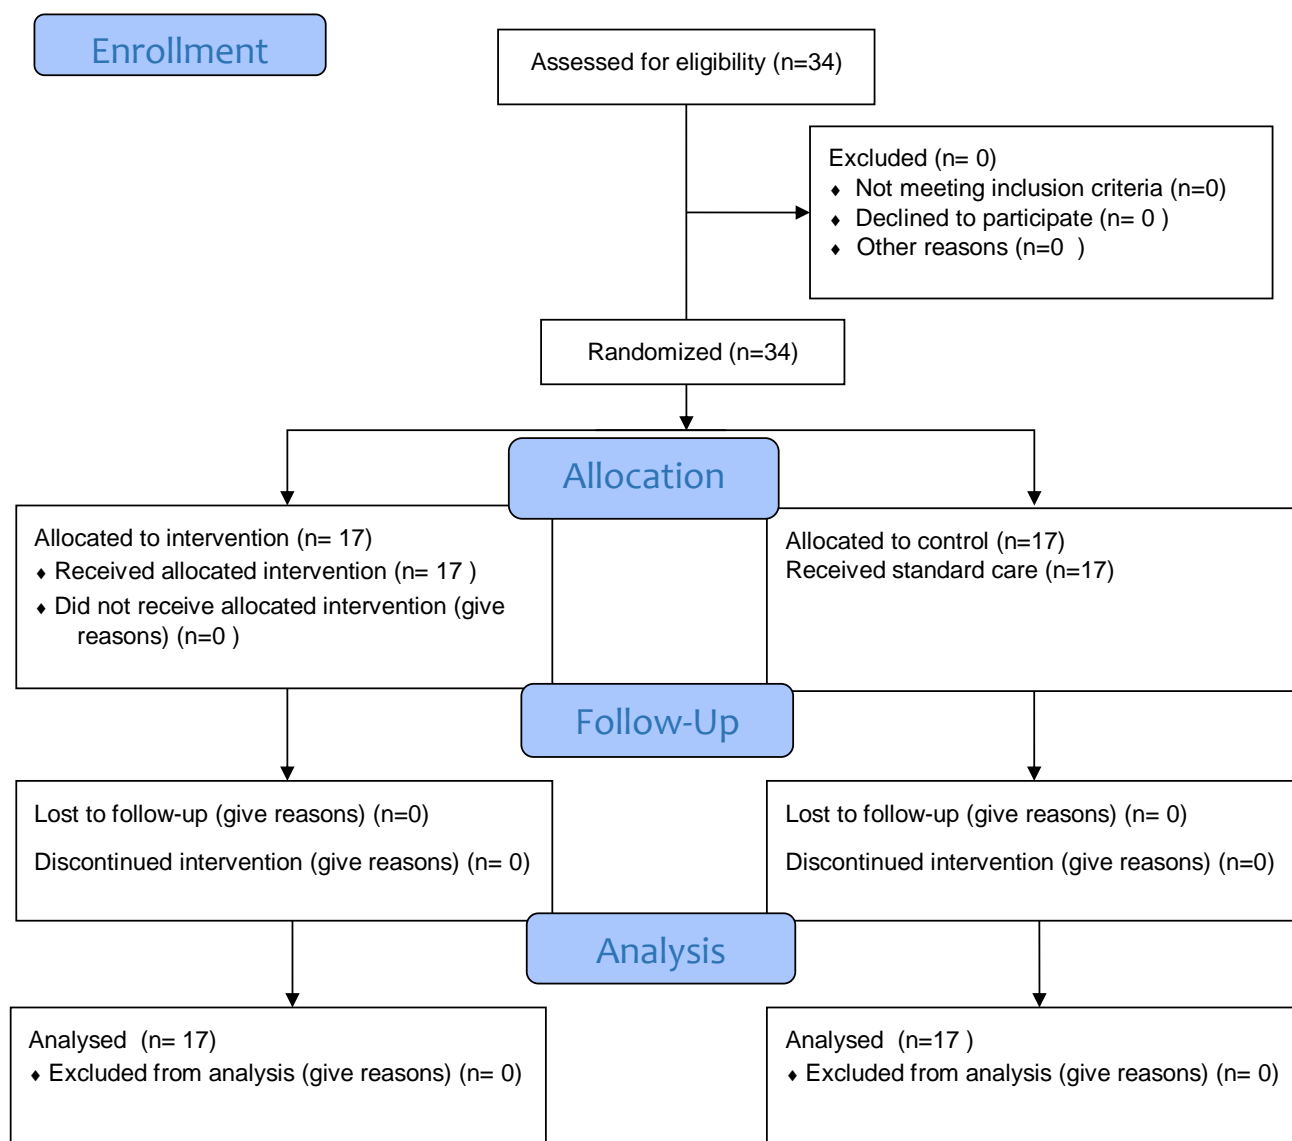 Enrollment
Assessed for eligibility (n=34)
Excluded (n= 0)
♦ Not meeting inclusion criteria (n=0)
♦ Declined to participate (n= 0 )
♦ Other reasons (n=0  )
Randomized (n=34)
Allocation
Allocated to intervention (n= 17)
♦ Received allocated intervention (n= 17 )
♦ Did not receive allocated intervention (give
reasons) (n=0 )
Allocated to control (n=17)
Received standard care (n=17)
Follow-Up
Lost to follow-up (give reasons) (n=0)
Discontinued intervention (give reasons) (n= 0)
Lost to follow-up (give reasons) (n= 0)
Discontinued intervention (give reasons) (n=0)
Analysis
Analysed  (n= 17)
♦ Excluded from analysis (give reasons) (n= 0)
Analysed  (n=17 )
♦ Excluded from analysis (give reasons) (n= 0)